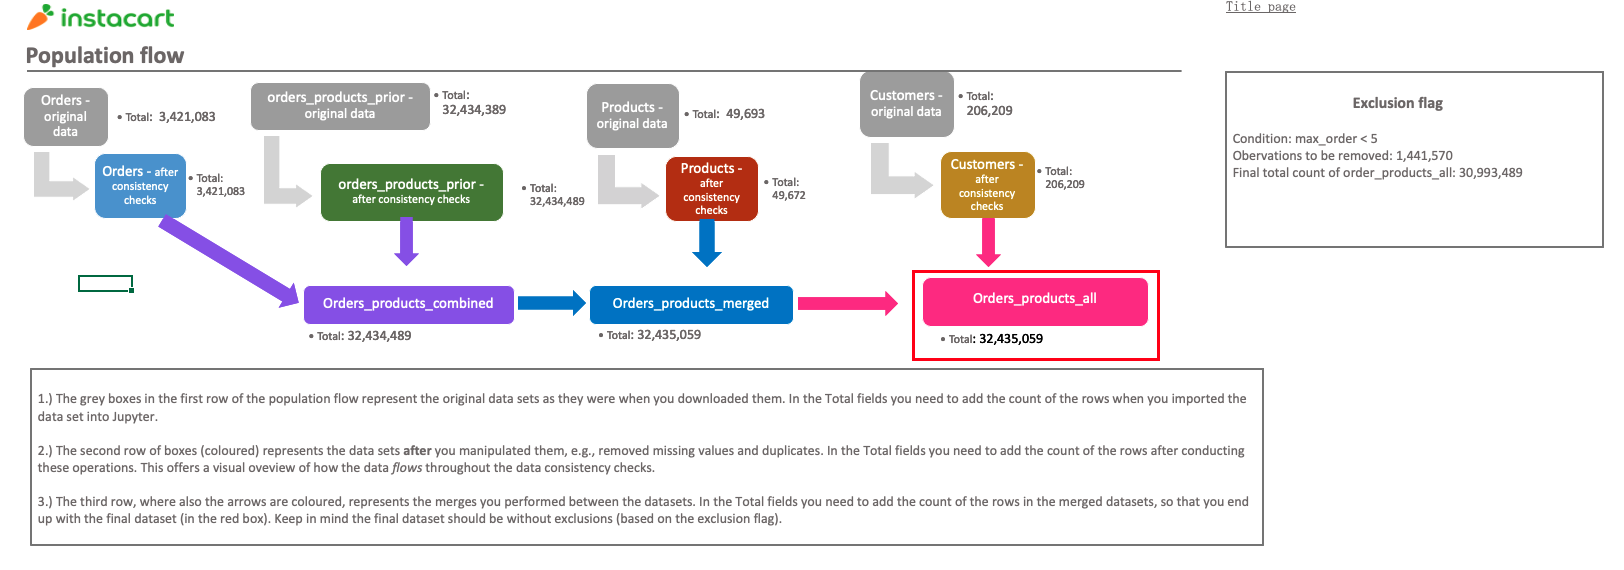 instacart
Title page
Population flow
Orders -
original
data
• Total: 3,421,083
orders_products_prior -
original data
• Total:
32,434,389
Products -
original data
• Total: 49,693
Customers -
original data
• Total:
206,209
Orders - after
consistency
checks
• Total:
3,421,083
orders_products_prior -
after consistency checks
• Total:
32,434,489
Products -
after
consistency
checks
• Total:
49,672
Customers -
after
consistency
checks
• Total:
206,209
Orders_products_combined
• Total: 32,434,489
Orders_products_merged
• Total: 32,435,059
Orders_products_all
• Total: 32,435,059
Exclusion flag
Condition: max_order < 5
Obervations to be removed: 1,441,570
Final total count of order_products_all: 30,993,489
1.) The grey boxes in the first row of the population flow represent the original data sets as they were when you downloaded them. In the Total fields you need to add the count of the rows when you imported the
data set into Jupyter.
2.) The second row of boxes (coloured) represents the data sets after you manipulated them, e.g., removed missing values and duplicates. In the Total fields you need to add the count of the rows after conducting
these operations. This offers a visual oveview of how the data flows throughout the data consistency checks.
3.) The third row, where also the arrows are coloured, represents the merges you performed between the datasets. In the Total fields you need to add the count of the rows in the merged datasets, so that you end
up with the final dataset (in the red box). Keep in mind the final dataset should be without exclusions (based on the exclusion flag).